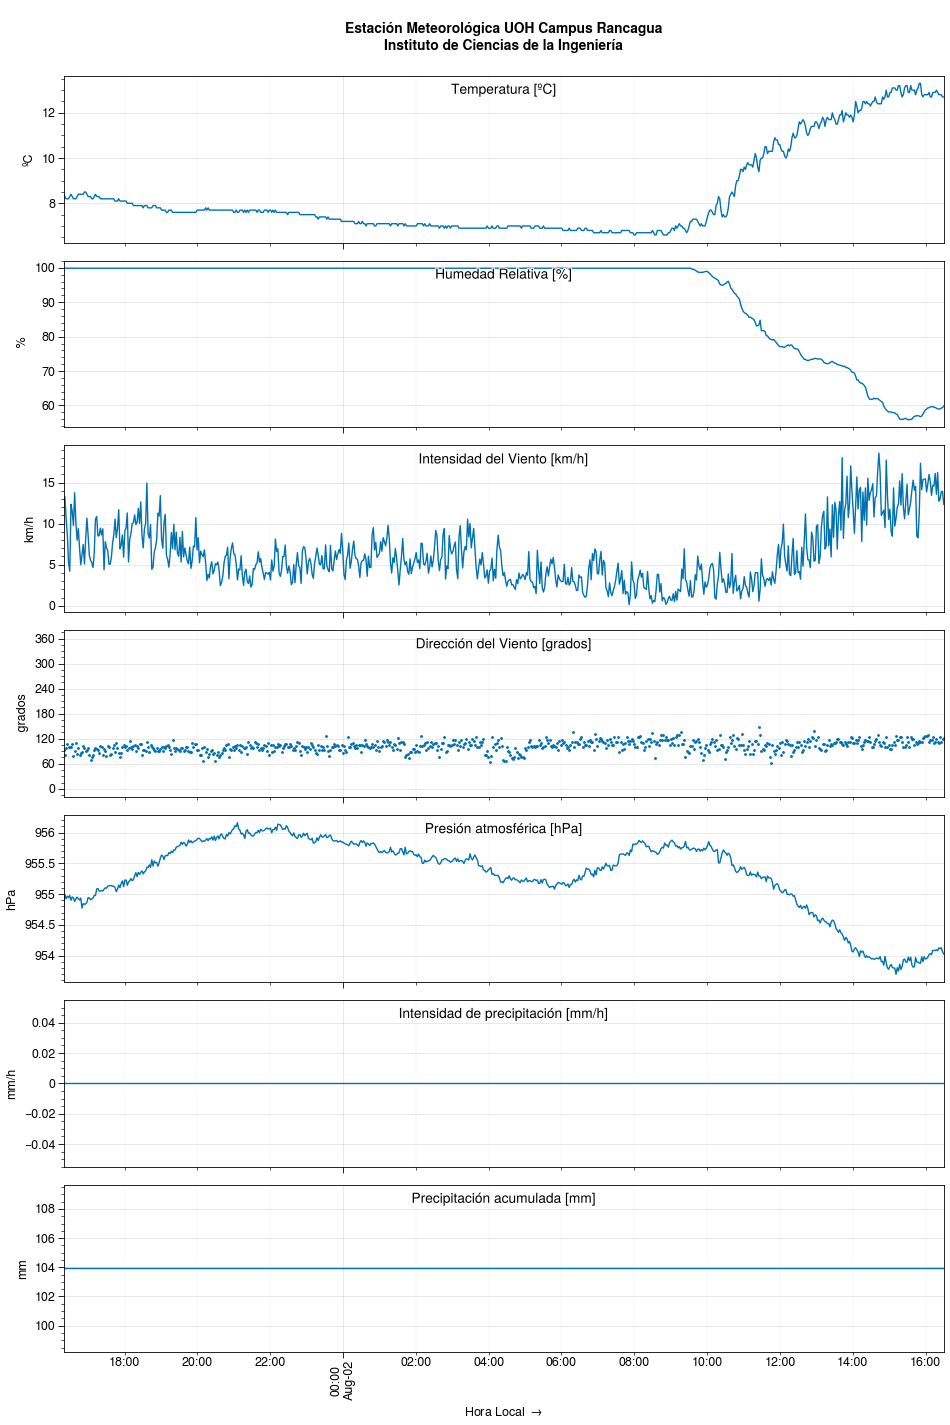 Estación Meteorológica UOH Campus Rancagua
Instituto de Ciencias de la Ingeniería
Temperatura [ºC]
ºC
12
10
8
Humedad Relativa [%]
%
100
90
80
70
60
Intensidad del Viento [km/h]
km/h
15
10
5
0
Dirección del Viento [grados]
grados
360
300
240
180
120
60
0
Presión atmosférica [hPa]
hPa
956
955.5
955
954.5
954
Intensidad de precipitación [mm/h]
mm/h
0.04
0.02
0
−0.02
−0.04
Precipitación acumulada [mm]
mm
108
106
104
102
100
18:00 20:00 22:00 00:00 02:00 04:00 06:00 08:00 10:00 12:00 14:00 16:00
Aug-02
Hora Local →